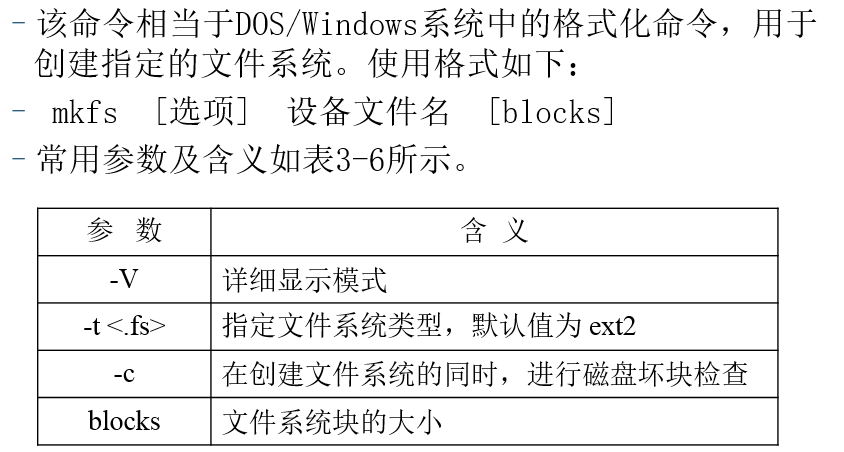 - 该命令相当于DOS/Windows系统中的格式化命令，用于
创建指定的文件系统。使用格式如下：
- mkfs [选项] 设备文件名 [blocks]
- 常用参数及含义如表3-6所示。
参 数 含 义
-V 详细显示模式
-t <.fs> 指定文件系统类型，默认值为 ext2
-c 在创建文件系统的同时，进行磁盘坏块检查
blocks 文件系统块的大小